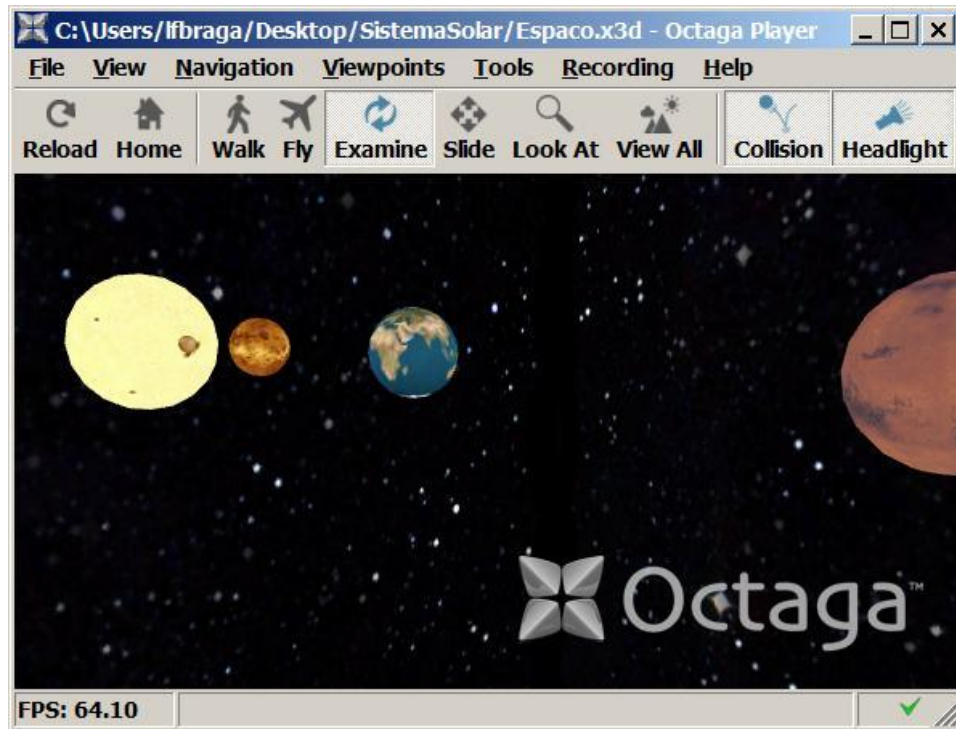 C:\Users/lfbraga/Desktop/SistemaSolar/Espaco.x3d - Octaga Player
File View Navigation Viewpoints Tools Recording Help
Reload Home Walk Fly Examine Slide Look At View All Collision Headlight
Octaga™
FPS: 64.10